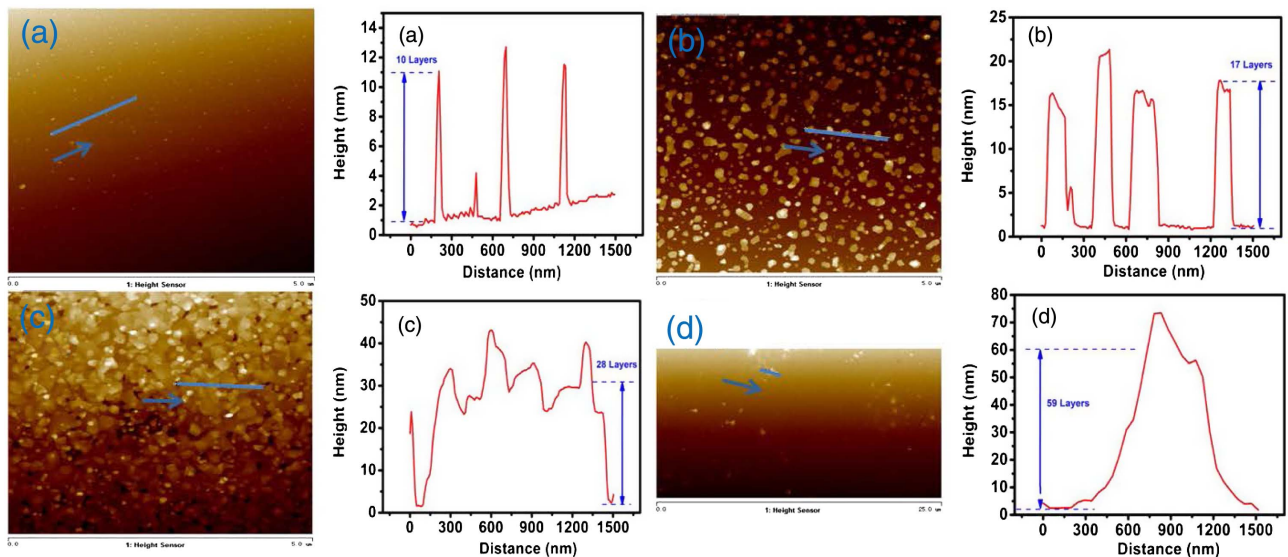 (a)
0.0
1: Height Sensor
5.0 um
(a)
14
12
10
8
6
4
2
1
0
Height (nm)
10 Layers
0 300 600 900 1200 1500
Distance (nm)
(b)
0.0
1: Height Sensor
5.0 um
(b)
25
20
15
10
5
0
Height (nm)
17 Layers
0 300 600 900 1200 1500
Distance (nm)
(c)
0.0
1: Height Sensor
5.0 um
(c)
50
40
30
20
10
0
Height (nm)
28 Layers
0 300 600 900 1200 1500
Distance (nm)
(d)
0.0
1: Height Sensor
25.0 um
(d)
80
70
60
50
40
30
20
10
5
0
Height (nm)
59 Layers
0 300 600 900 1200 1500
Distance (nm)